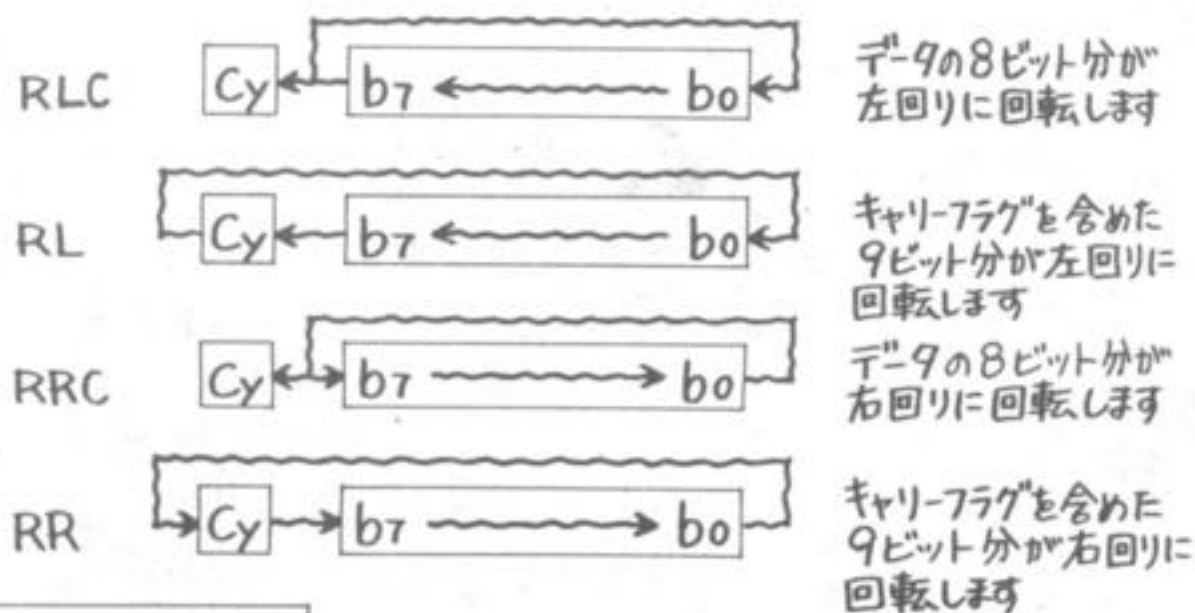 RLC
Cy b7 b0
データの8ビット分が
左回りに回転します
RL
Cy b7 b0
キャリーフラグを含めた
9ビット分が左回りに
回転します
RRC
Cy b7 b0
データの8ビット分が
右回りに回転します
RR
Cy b7 b0
キャリーフラグを含めた
9ビット分が右回りに
回転します